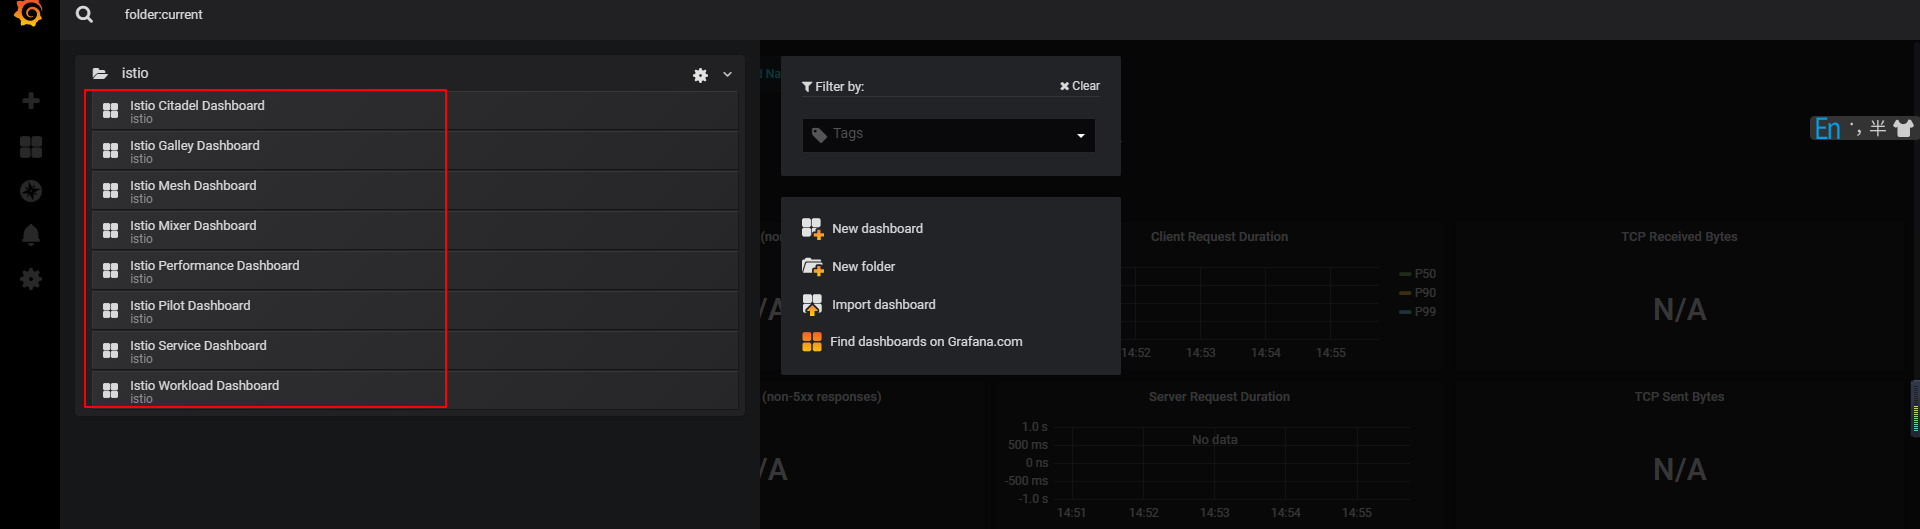 folder:current
istio
Istio Citadel Dashboard
istio
Istio Galley Dashboard
istio
Istio Mesh Dashboard
istio
Istio Mixer Dashboard
istio
Istio Performance Dashboard
istio
Istio Pilot Dashboard
istio
Istio Service Dashboard
istio
Istio Workload Dashboard
istio
Filter by:
Clear
Tags
New dashboard
New folder
Import dashboard
Find dashboards on Grafana.com
En
半
Client Request Duration
P50
P90
P99
14:52 14:53 14:54 14:55
TCP Received Bytes
N/A
/A
(non-5xx responses)
/A
Server Request Duration
1.0 s
500 ms
0 ns
-500 ms
-1.0 s
No data
14:51 14:52 14:53 14:54 14:55
TCP Sent Bytes
N/A